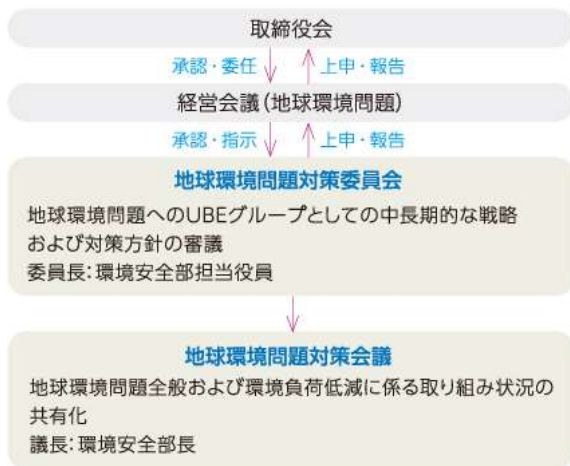 取締役会
承認・委任 上申・報告
経営会議(地球環境問題)
承認・指示 上申・報告
地球環境問題対策委員会
地球環境問題へのUBEグループとしての中長期的な戦略
および対策方針の審議
委員長:環境安全部担当役員
地球環境問題対策会議
地球環境問題全般および環境負荷低減に係る取り組み状況の
共有化
議長:環境安全部長